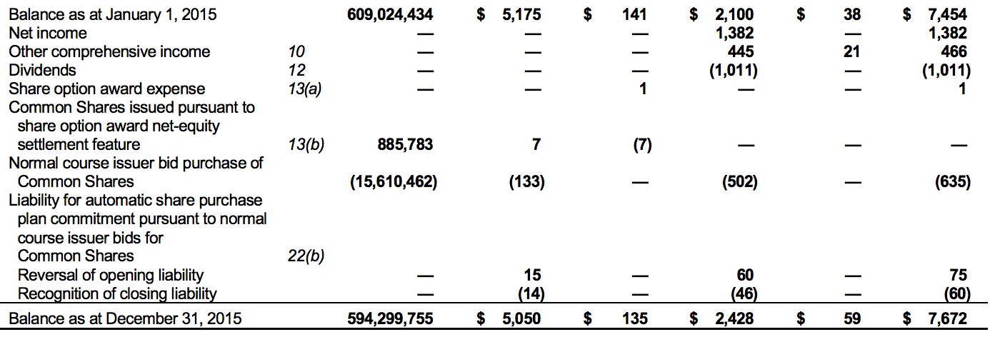 Balance as at January 1, 2015 609,024,434 $ 5,175 $ 141 $ 2,100 $ 38 $ 7,454
Net income — — — 1,382 — 1,382
Other comprehensive income 10 — — — 445 21 466
Dividends 12 — — — (1,011) — (1,011)
Share option award expense 13(a) — — 1 — — 1
Common Shares issued pursuant to
share option award net-equity
settlement feature 13(b) 885,783 7 (7) — — —
Normal course issuer bid purchase of
Common Shares (15,610,462) (133) — (502) — (635)
Liability for automatic share purchase
plan commitment pursuant to normal
course issuer bids for
Common Shares 22(b)
Reversal of opening liability — 15 — 60 — 75
Recognition of closing liability — (14) — (46) — (60)
Balance as at December 31, 2015 594,299,755 $ 5,050 $ 135 $ 2,428 $ 59 $ 7,672